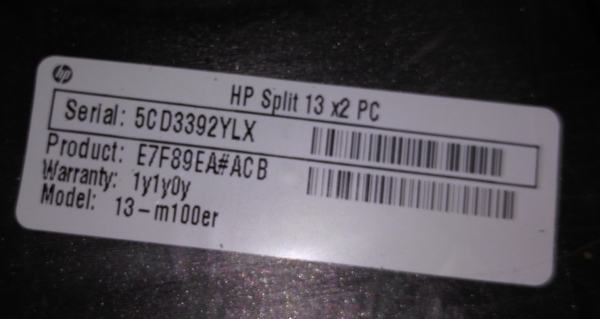 hp
HP Split 13 x2 PC
Serial: 5CD3392YLX
Product: E7F89EA#ACB
Warranty: 1y1y0y
Model: 13-m100er